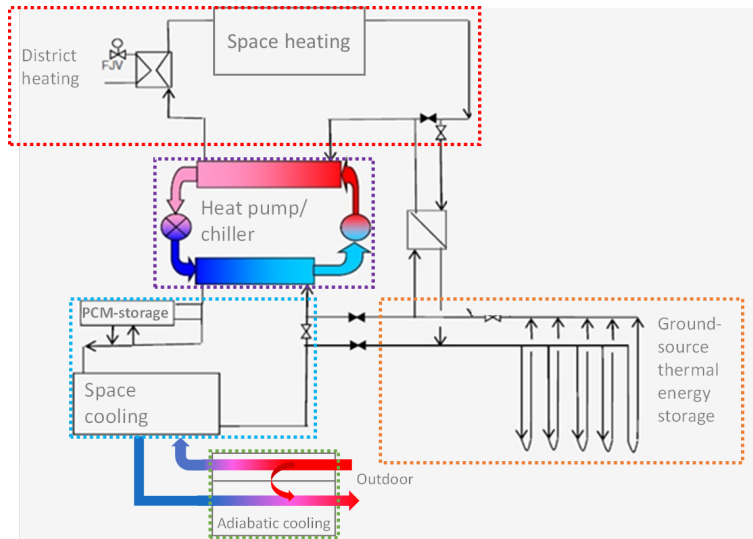 Space heating
District
heating
FJV
Heat pump/
chiller
PCM-storage
Space
cooling
Ground-
source
thermal
energy
storage
Outdoor
Adiabatic cooling